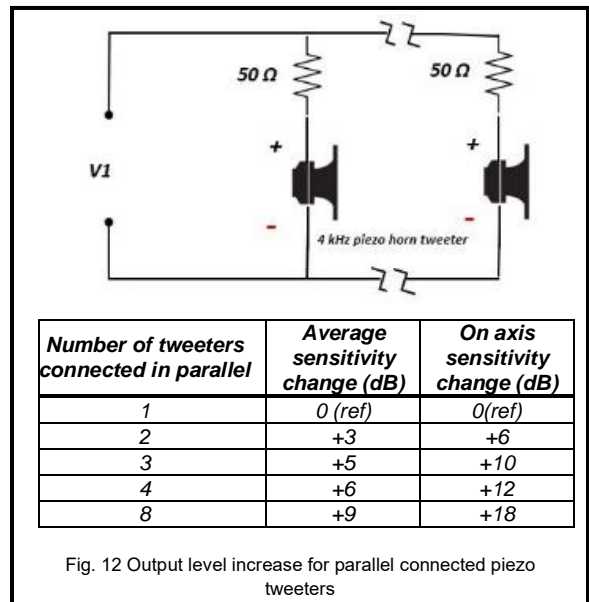 50 Ω
50 Ω
+
+
V1
-
-
4 kHz piezo horn tweeter
Number of tweeters connected in parallel
Average sensitivity change (dB)
On axis sensitivity change (dB)
1 0 (ref) 0(ref)
2 +3 +6
3 +5 +10
4 +6 +12
8 +9 +18
Fig. 12 Output level increase for parallel connected piezo
tweeters